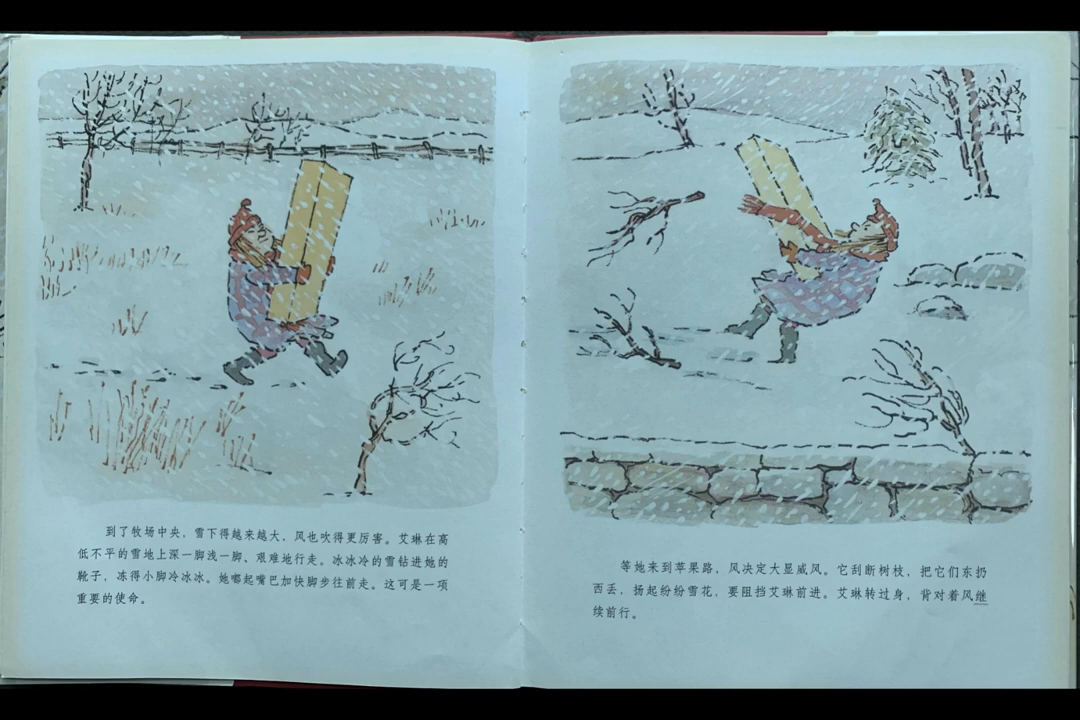 到了牧场中央，雪下得越来越大，风也吹得更厉害。艾琳在高
低不平的雪地上深一脚浅一脚、艰难地行走。冰冰冷的雪钻进她的
靴子，冻得小脚冷冰冰。她嘟起嘴巴加快脚步往前走。这可是一项
重要的使命。
等她来到苹果路，风决定大显威风。它刮断树枝，把它们东扔
西丢，扬起纷纷雪花，要阻挡艾琳前进。艾琳转过身，背对着风继
续前行。